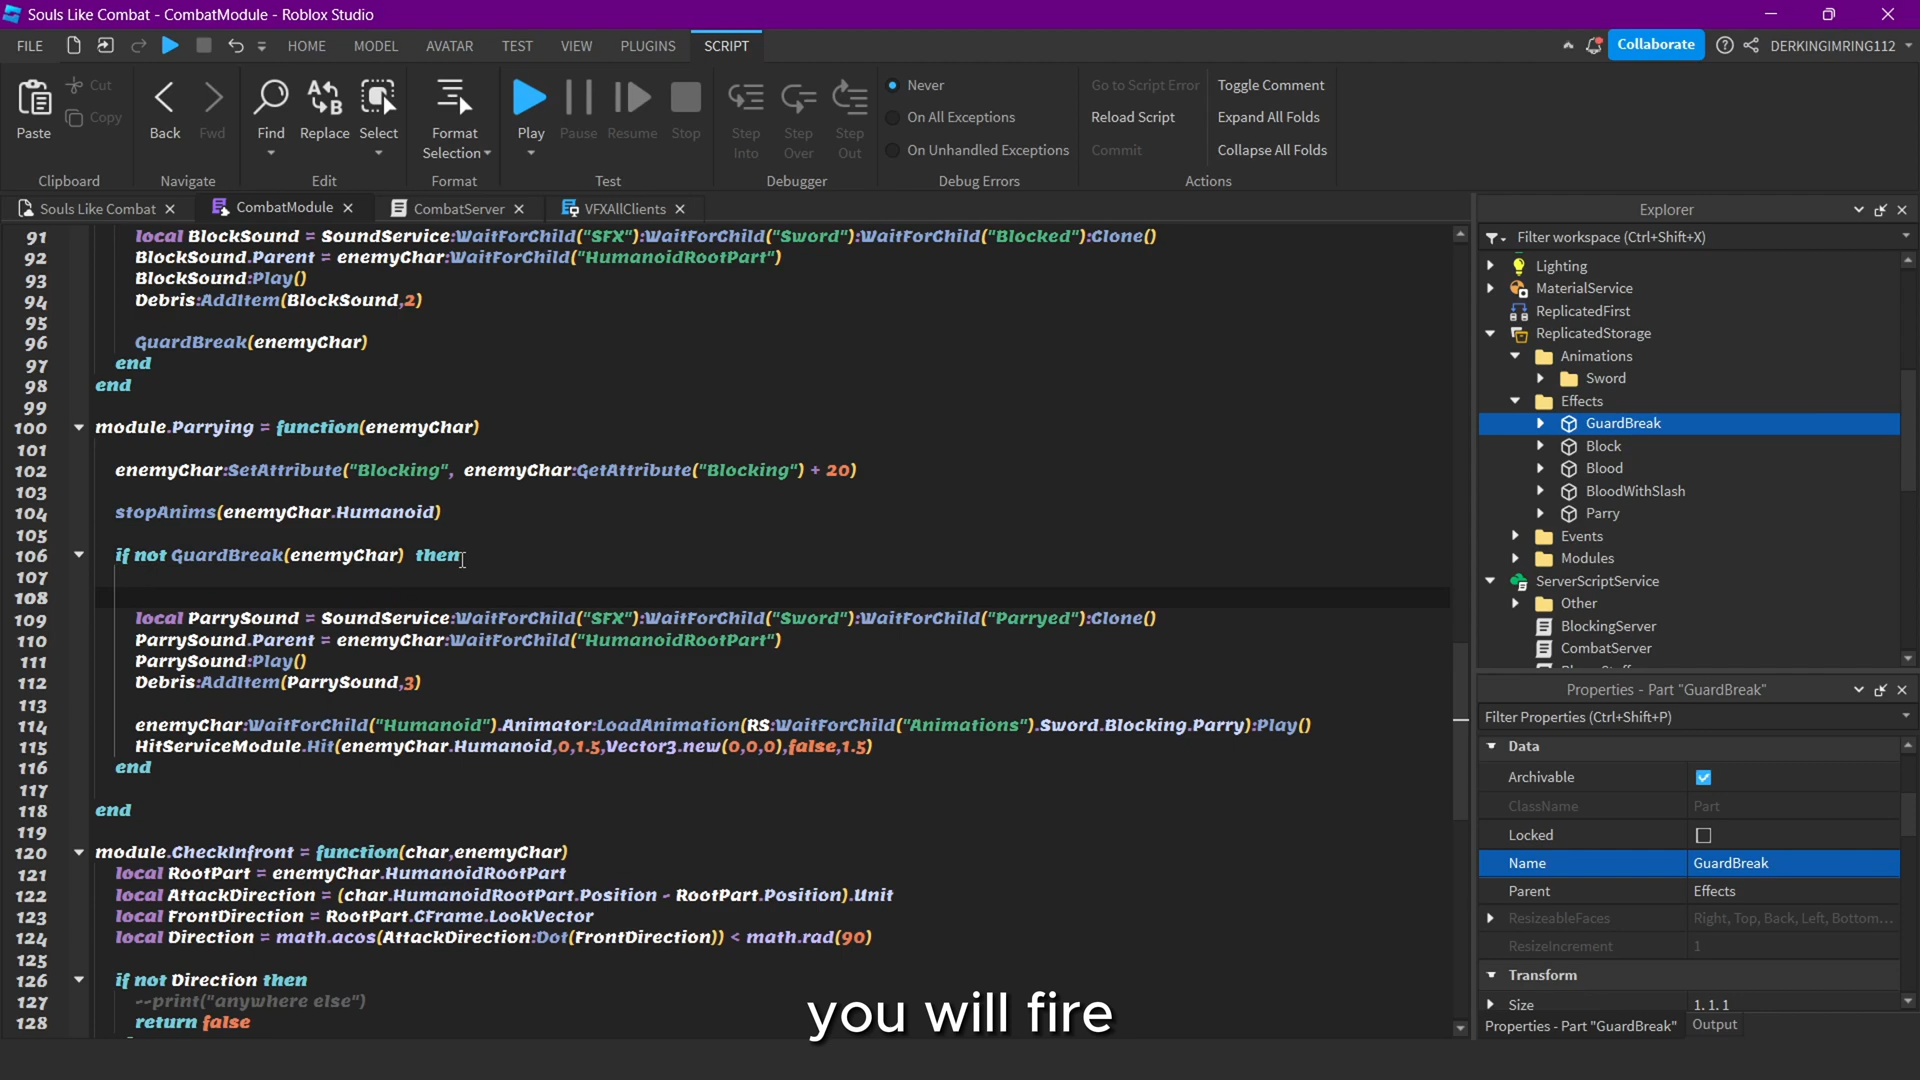 Souls Like Combat - CombatModule - Roblox Studio
FILE HOME MODEL AVATAR TEST VIEW PLUGINS SCRIPT Collaborate DERKINGIMRING112
Paste Cut Copy Back Fwd Find Replace Select Format Selection Play Pause Resume Stop Step Into Step Over Step Out
Never Go to Script Error Toggle Comment
On All Exceptions Reload Script Expand All Folds
On Unhandled Exceptions Commit Collapse All Folds
Clipboard Navigate Edit Format Test Debugger Debug Errors Actions
Souls Like Combat CombatModule CombatServer VFXAllClients
91 local BlockSound = SoundService:WaitForChild("SFX"):WaitForChild("Sword"):WaitForChild("Blocked"):Clone()
92 BlockSound.Parent = enemyChar:WaitForChild("HumanoidRootPart")
93 BlockSound:Play()
94 Debris:AddItem(BlockSound,2)
95
96 GuardBreak(enemyChar)
97 end
98 end
99
100 module.Parrying = function(enemyChar)
101
102 enemyChar:SetAttribute("Blocking", enemyChar:GetAttribute("Blocking") + 20)
103
104 stopAnims(enemyChar.Humanoid)
105
106 if not GuardBreak(enemyChar) then
107
108
109 local ParrySound = SoundService:WaitForChild("SFX"):WaitForChild("Sword"):WaitForChild("Parryed"):Clone()
110 ParrySound.Parent = enemyChar:WaitForChild("HumanoidRootPart")
111 ParrySound:Play()
112 Debris:AddItem(ParrySound,3)
113
114 enemyChar:WaitForChild("Humanoid").Animator:LoadAnimation(RS:WaitForChild("Animations").Sword.Blocking.Parry):Play()
115 HitServiceModule.Hit(enemyChar.Humanoid,0,1.5,Vector3.new(0,0,0),false,1.5)
116 end
117
118 end
119
120 module.CheckInfront = function(char,enemyChar)
121 local RootPart = enemyChar.HumanoidRootPart
122 local AttackDirection = (char.HumanoidRootPart.Position - RootPart.Position).Unit
123 local FrontDirection = RootPart.CFrame.LookVector
124 local Direction = math.acos(AttackDirection:Dot(FrontDirection)) < math.rad(90)
125
126 if not Direction then
127 --print("anywhere else")
128 return false
you will fire
Explorer
Filter workspace (Ctrl+Shift+X)
Lighting
MaterialService
ReplicatedFirst
ReplicatedStorage
Animations
Sword
Effects
GuardBreak
Block
Blood
BloodWithSlash
Parry
Events
Modules
ServerScriptService
Other
BlockingServer
CombatServer
Properties - Part "GuardBreak"
Filter Properties (Ctrl+Shift+P)
Data
Archivable
ClassName Part
Locked
Name GuardBreak
Parent Effects
ResizeableFaces Right, Top, Back, Left, Bottom...
ResizeIncrement 1
Transform
Size 1, 1, 1
Properties - Part "GuardBreak" Output